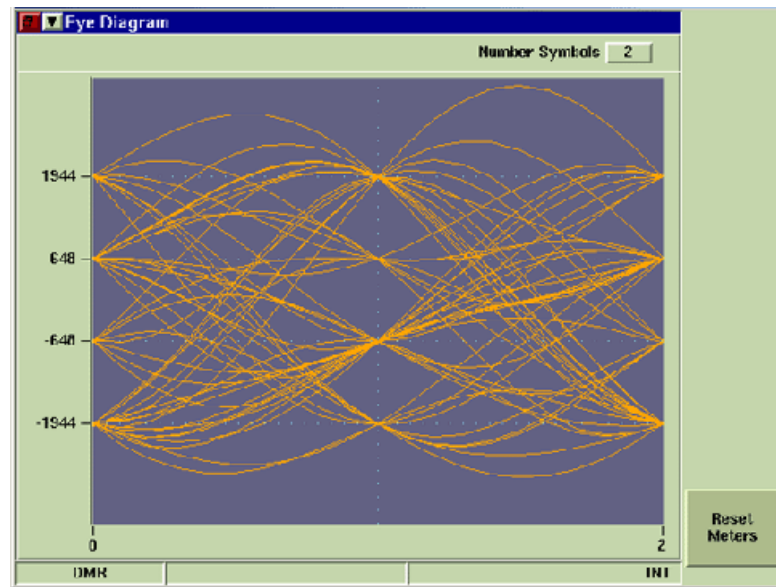 Eye Diagram
Number Symbols 2
1944
648
-648
-1944
0
2
Reset
Meters
DMR
INT